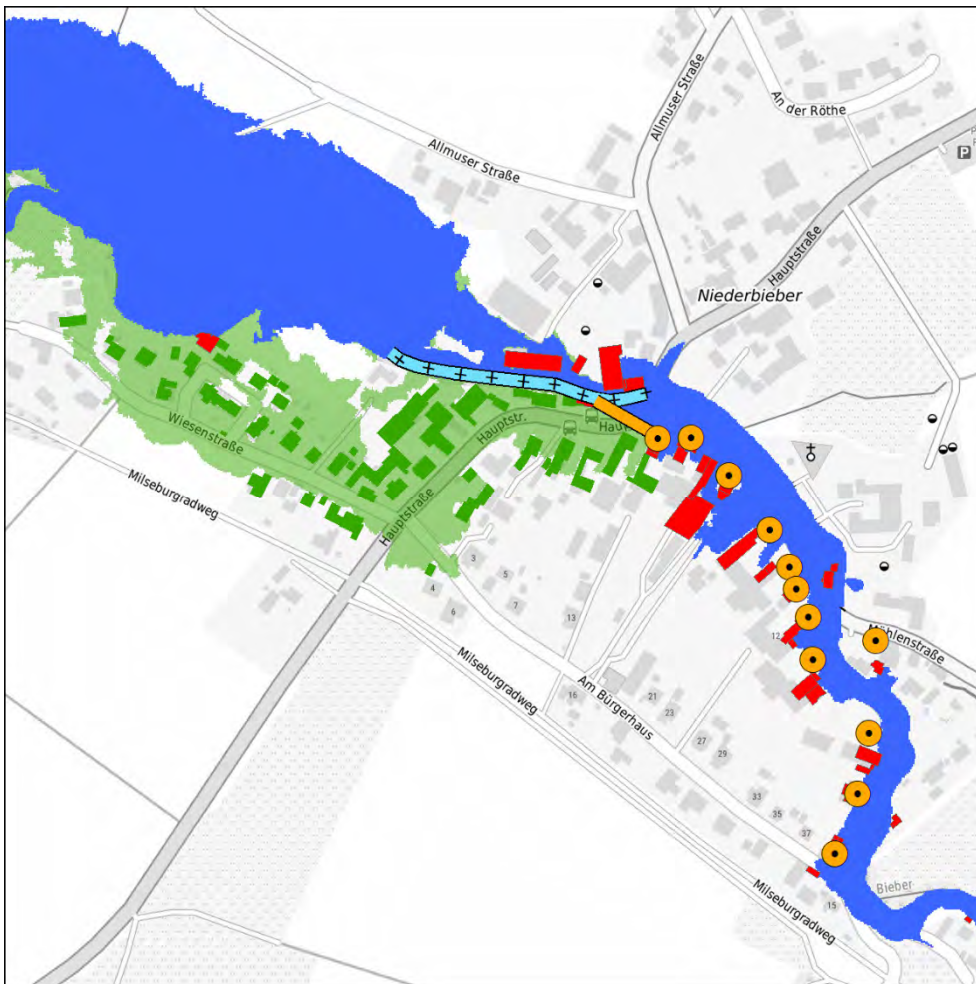 Allmuser Straße
An der Röthe
P
Allmuser Straße
Hauptstraße
Niederbieber
Hauptstr.
Wiesenstraße
Milseburgradweg
Hauptstraße
3
5
4
6
7
13
12
Mühlenstraße
Am Bürgerhaus
Milseburgradweg
16
21
23
27
29
33
35
37
Milseburgradweg
Bieber
15